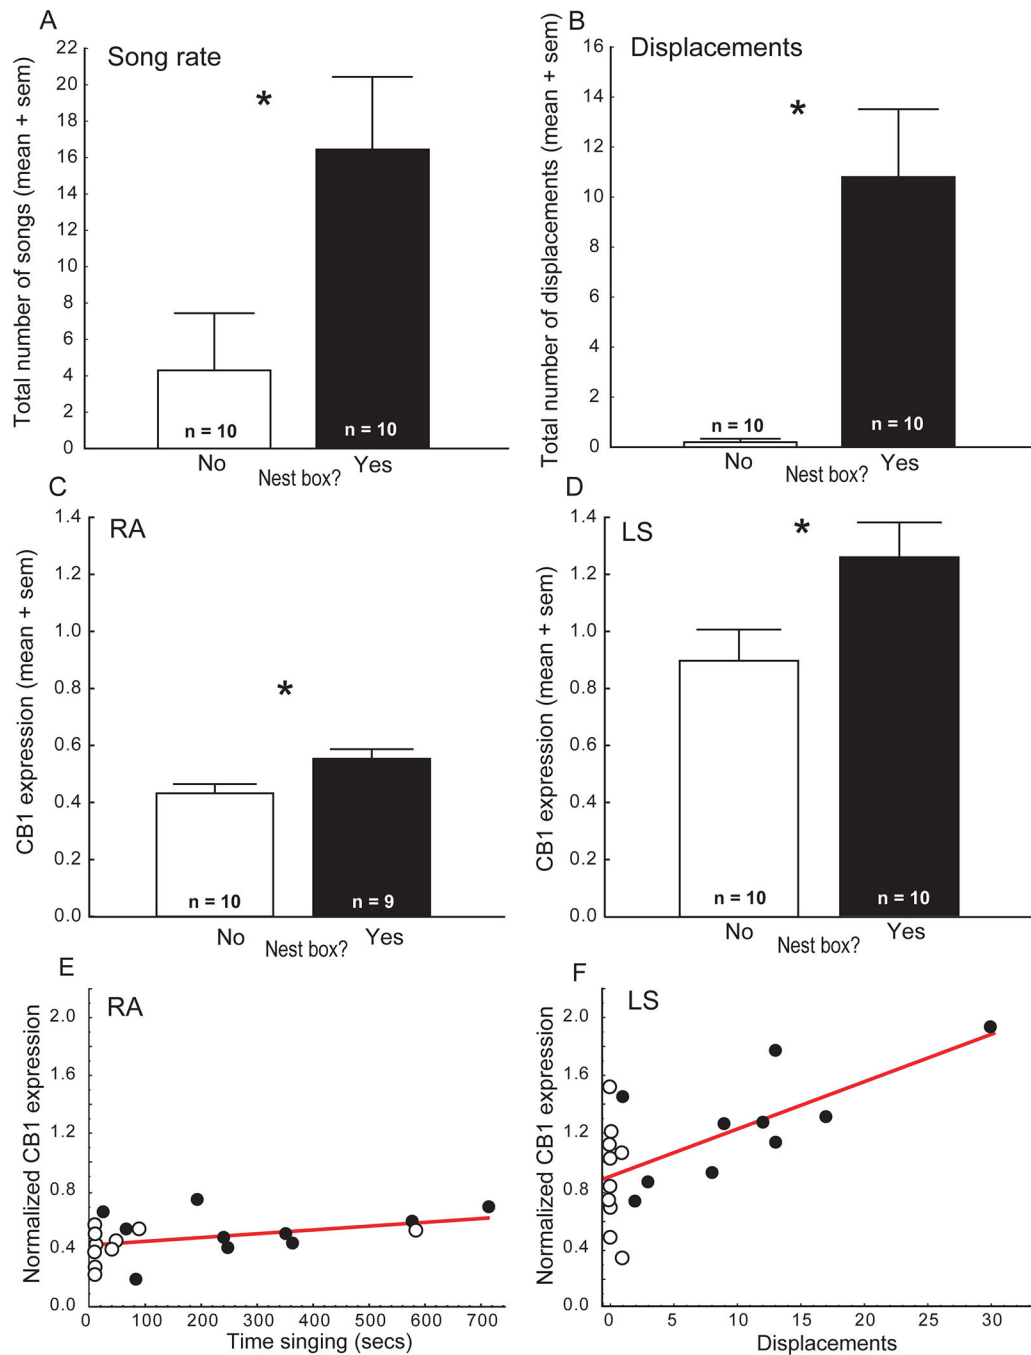 A
Song rate
*
Total number of songs (mean + sem)
22
20
18
16
14
12
10
8
6
4
2
0
n = 10
n = 10
No
Yes
Nest box?
B
Displacements
*
Total number of displacements (mean + sem)
16
14
12
10
8
6
4
2
0
n = 10
n = 10
No
Yes
Nest box?
C
RA
*
CB1 expression (mean + sem)
1.4
1.2
1.0
0.8
0.6
0.4
0.2
0.0
n = 10
n = 9
No
Yes
Nest box?
D
LS
*
CB1 expression (mean + sem)
1.4
1.2
1.0
0.8
0.6
0.4
0.2
0.0
n = 10
n = 10
No
Yes
Nest box?
E
RA
Normalized CB1 expression
2.0
1.6
1.2
0.8
0.4
0.0
0 100 200 300 400 500 600 700
Time singing (secs)
F
LS
Normalized CB1 expression
2.0
1.6
1.2
0.8
0.4
0.0
0 5 10 15 20 25 30
Displacements